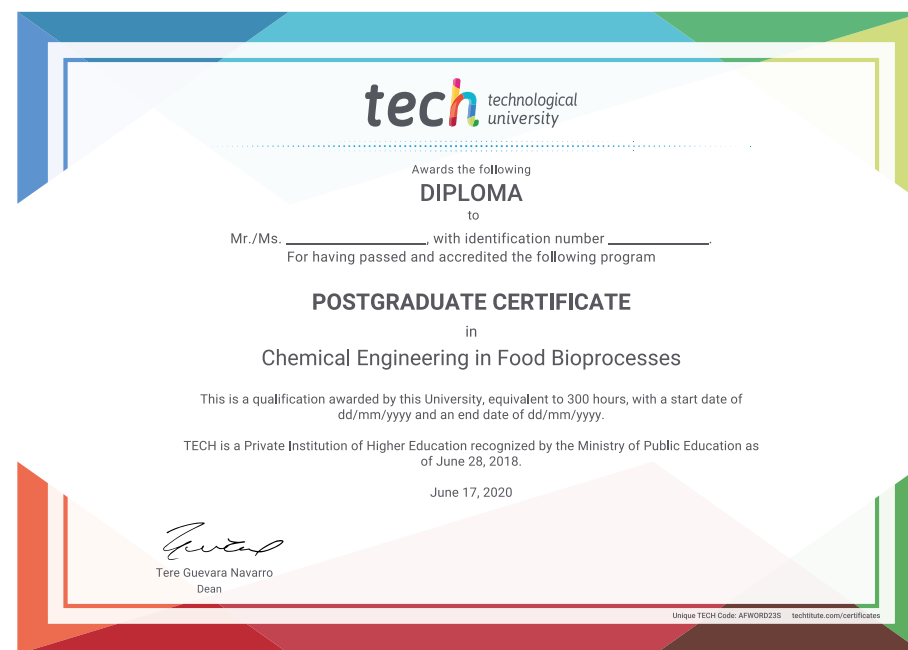 tech technological
university
Awards the following
DIPLOMA
to
Mr./Ms. ____________________, with identification number ______________.
For having passed and accredited the following program
POSTGRADUATE CERTIFICATE
in
Chemical Engineering in Food Bioprocesses
This is a qualification awarded by this University, equivalent to 300 hours, with a start date of
dd/mm/yyyy and an end date of dd/mm/yyyy.
TECH is a Private Institution of Higher Education recognized by the Ministry of Public Education as
of June 28, 2018.
June 17, 2020
Tere Guevara Navarro
Dean
Unique TECH Code: AFWORD23S techtitute.com/certificates